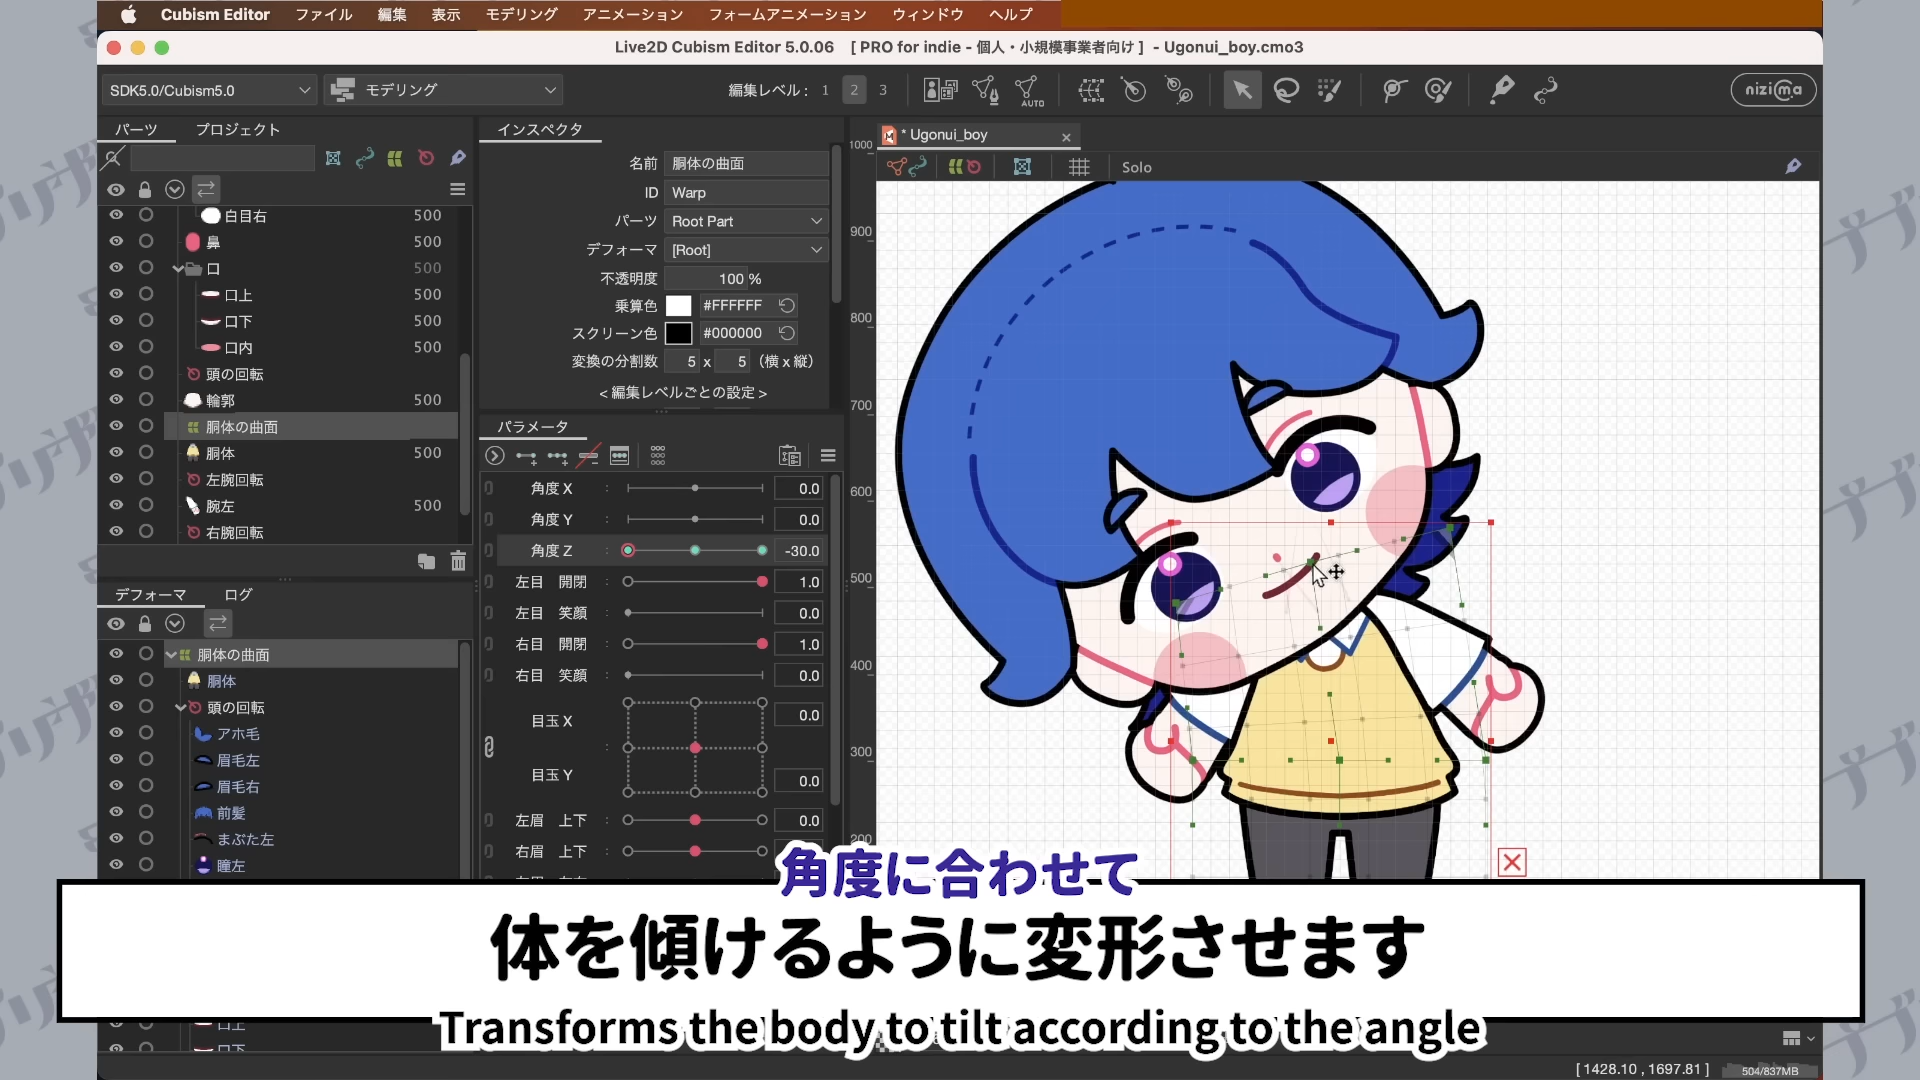 Cubism Editor ファイル 編集 表示 モデリング アニメーション フォームアニメーション ウィンドウ ヘルプ
Live2D Cubism Editor 5.0.06 [ PRO for indie - 個人・小規模事業者向け ] - Ugonui_boy.cmo3
SDK5.0/Cubism5.0
モデリング
編集レベル： 1 2 3
AUTO
nizima
パーツ
プロジェクト
白目右 500
鼻 500
口 500
口上 500
口下 500
口内 500
頭の回転
輪郭 500
胴体の曲面
胴体 500
左腕回転
腕左 500
右腕回転
デフォーマ
ログ
胴体の曲面
胴体
頭の回転
アホ毛
眉毛左
眉毛右
前髪
まぶた左
瞳左
口上
口下
インスペクタ
名前 胴体の曲面
ID Warp
パーツ Root Part
デフォーマ [Root]
不透明度 100 %
乗算色 #FFFFFF
スクリーン色 #000000
変換の分割数 5 x 5 （横 x 縦）
< 編集レベルごとの設定 >
パラメータ
角度 X : 0.0
角度 Y : 0.0
角度 Z : -30.0
左目 開閉 : 1.0
左目 笑顔 : 0.0
右目 開閉 : 1.0
右目 笑顔 : 0.0
目玉 X 0.0
:
目玉 Y 0.0
左眉 上下 : 0.0
右眉 上下 :
* Ugonui_boy
Solo
1000
900
800
700
600
500
400
300
200
角度に合わせて
体を傾けるように変形させます
Transforms the body to tilt according to the angle
[ 1428.10 , 1697.81 ]
504/837MB